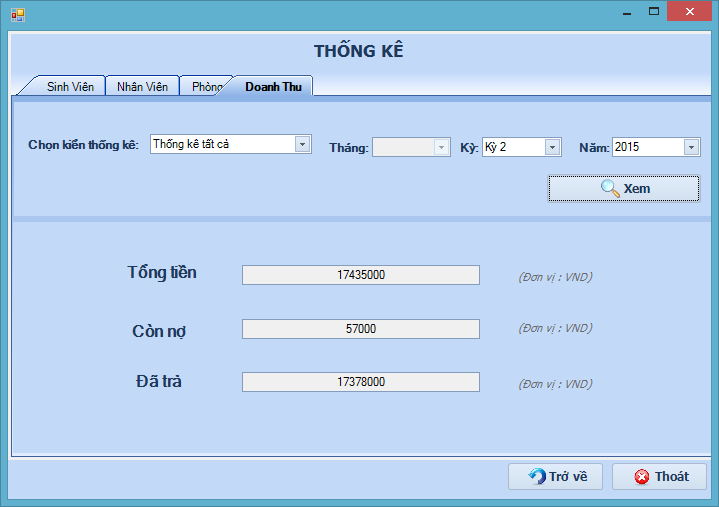 THỐNG KÊ
Sinh Viên Nhân Viên Phòng Doanh Thu
Chọn kiển thống kê: Thống kê tất cả Tháng: Kỳ: Kỳ 2 Năm: 2015
Xem
Tổng tiền 17435000 (Đơn vị : VND)
Còn nợ 57000 (Đơn vị : VND)
Đã trả 17378000 (Đơn vị : VND)
Trở về Thoát